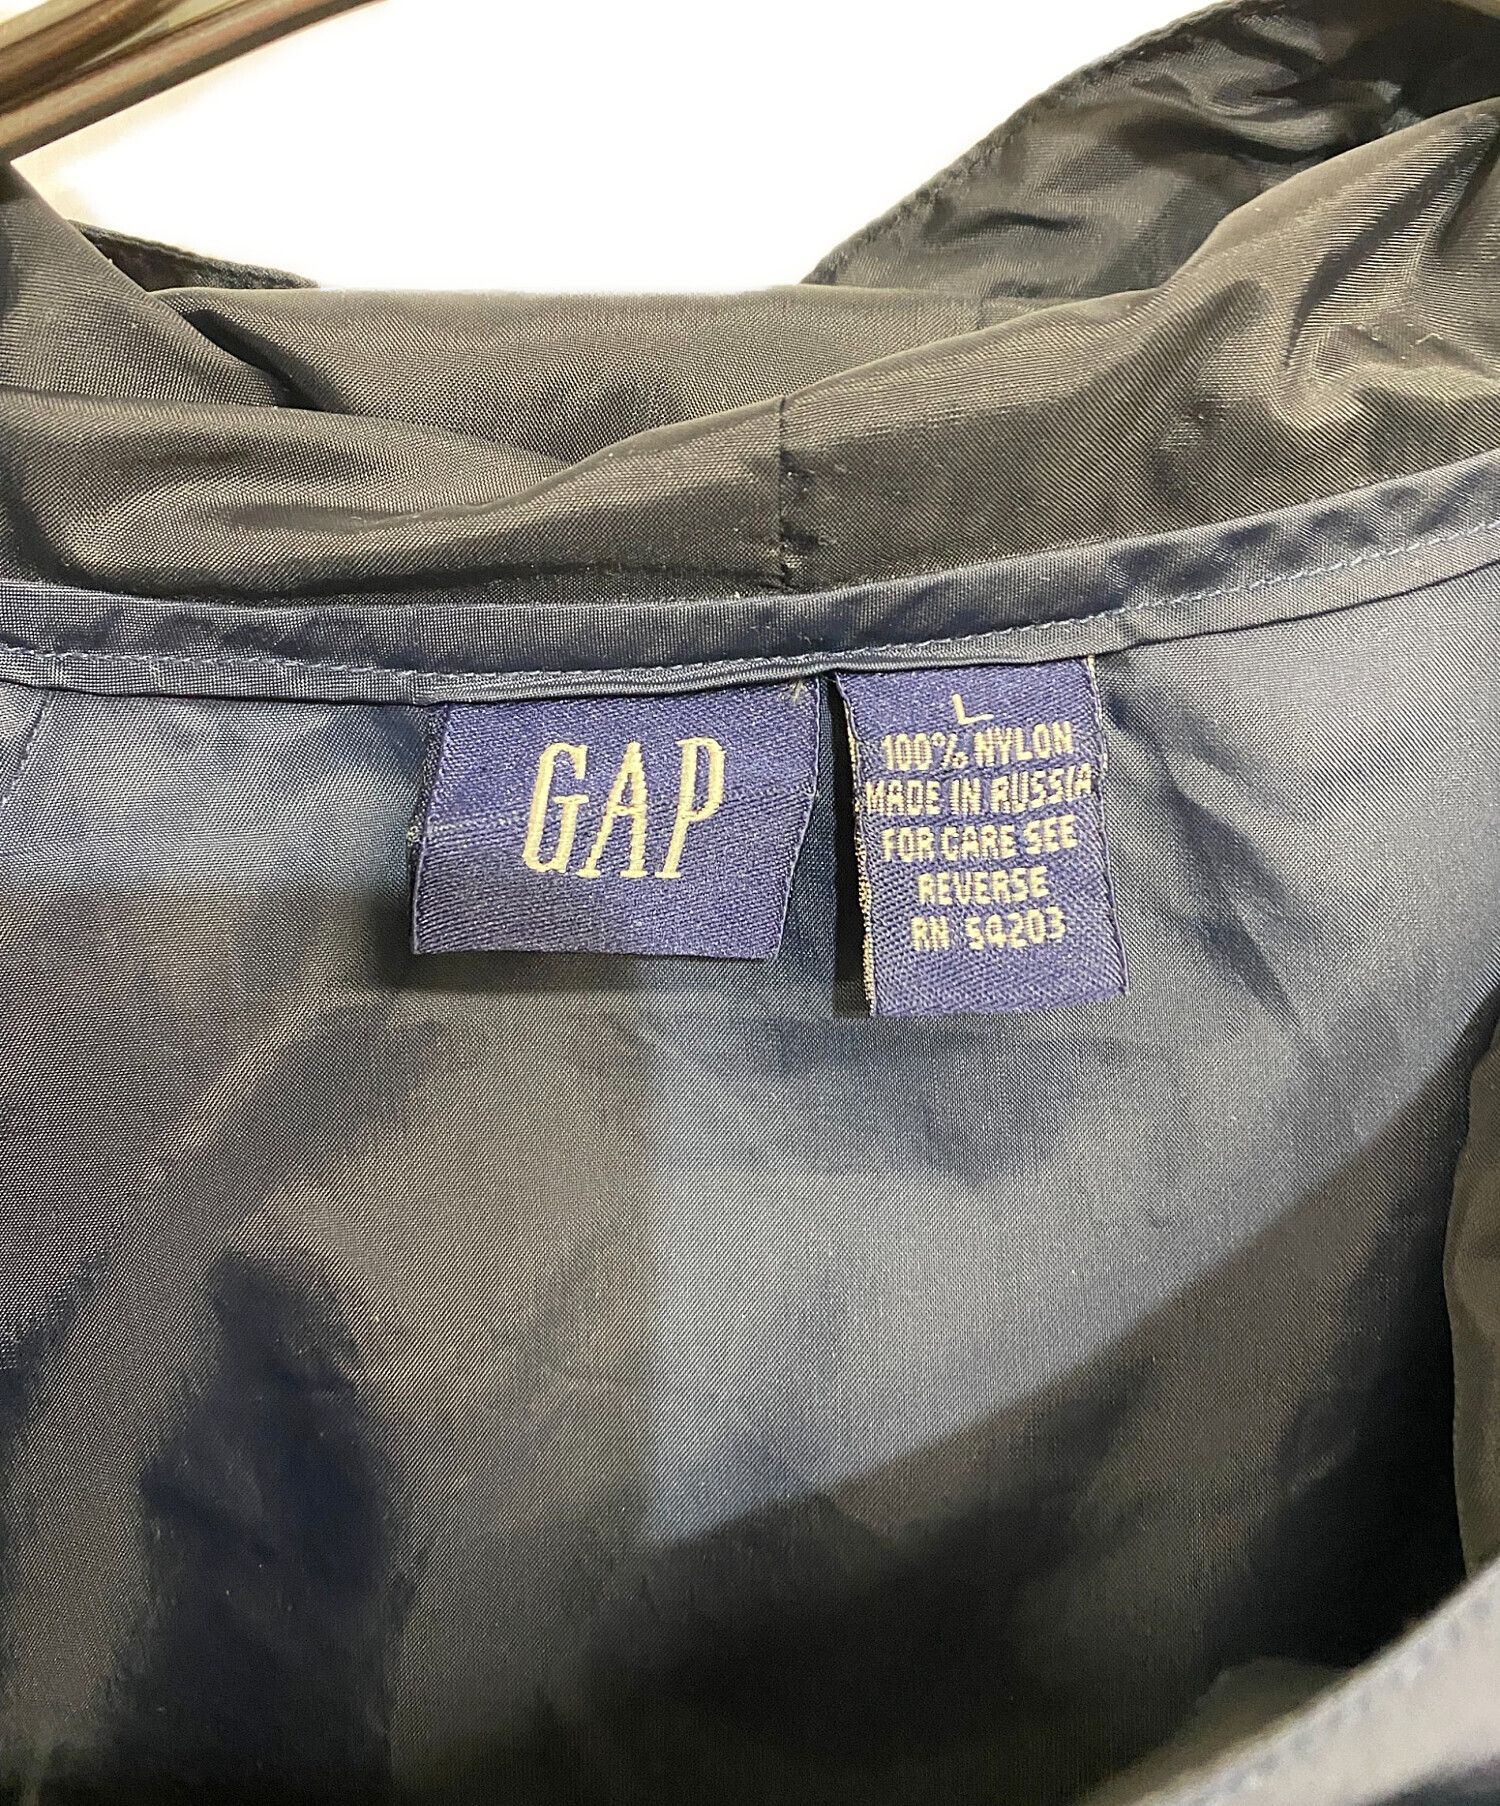 GAP
L
100% NYLON
MADE IN RUSSIA
FOR CARE SEE
REVERSE
RN 54203